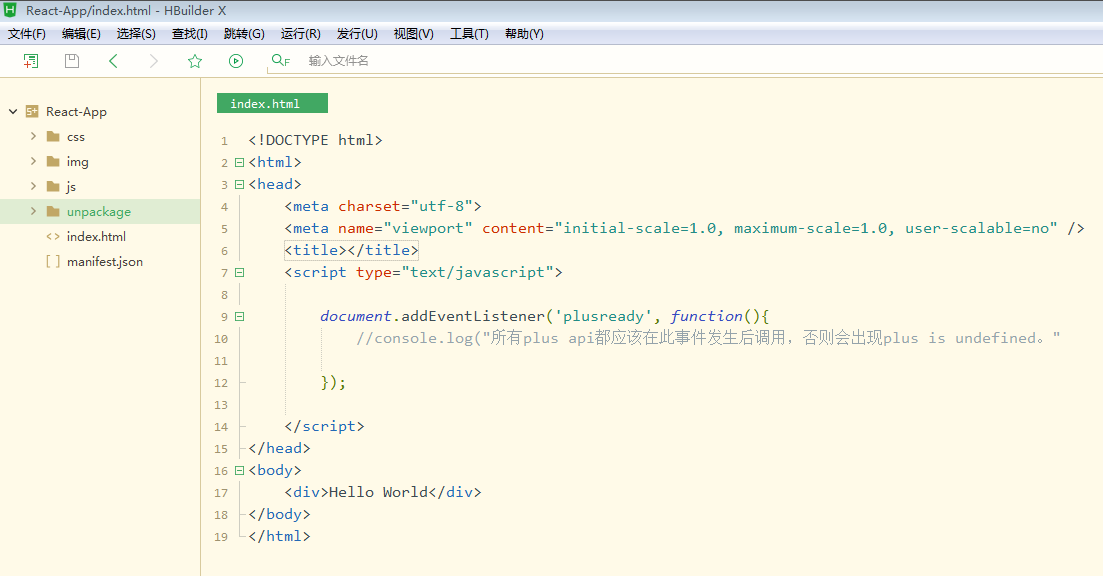 React-App/index.html - HBuilder X
文件(F) 编辑(E) 选择(S) 查找(I) 跳转(G) 运行(R) 发行(U) 视图(V) 工具(T) 帮助(Y)
输入文件名
React-App
css
img
js
unpackage
index.html
manifest.json
index.html
1 <!DOCTYPE html>
2 <html>
3 <head>
4     <meta charset="utf-8">
5     <meta name="viewport" content="initial-scale=1.0, maximum-scale=1.0, user-scalable=no" />
6     <title></title>
7     <script type="text/javascript">
8
9         document.addEventListener('plusready', function(){
10             //console.log("所有plus api都应该在此事件发生后调用，否则会出现plus is undefined。"
11
12         });
13
14     </script>
15 </head>
16 <body>
17     <div>Hello World</div>
18 </body>
19 </html>